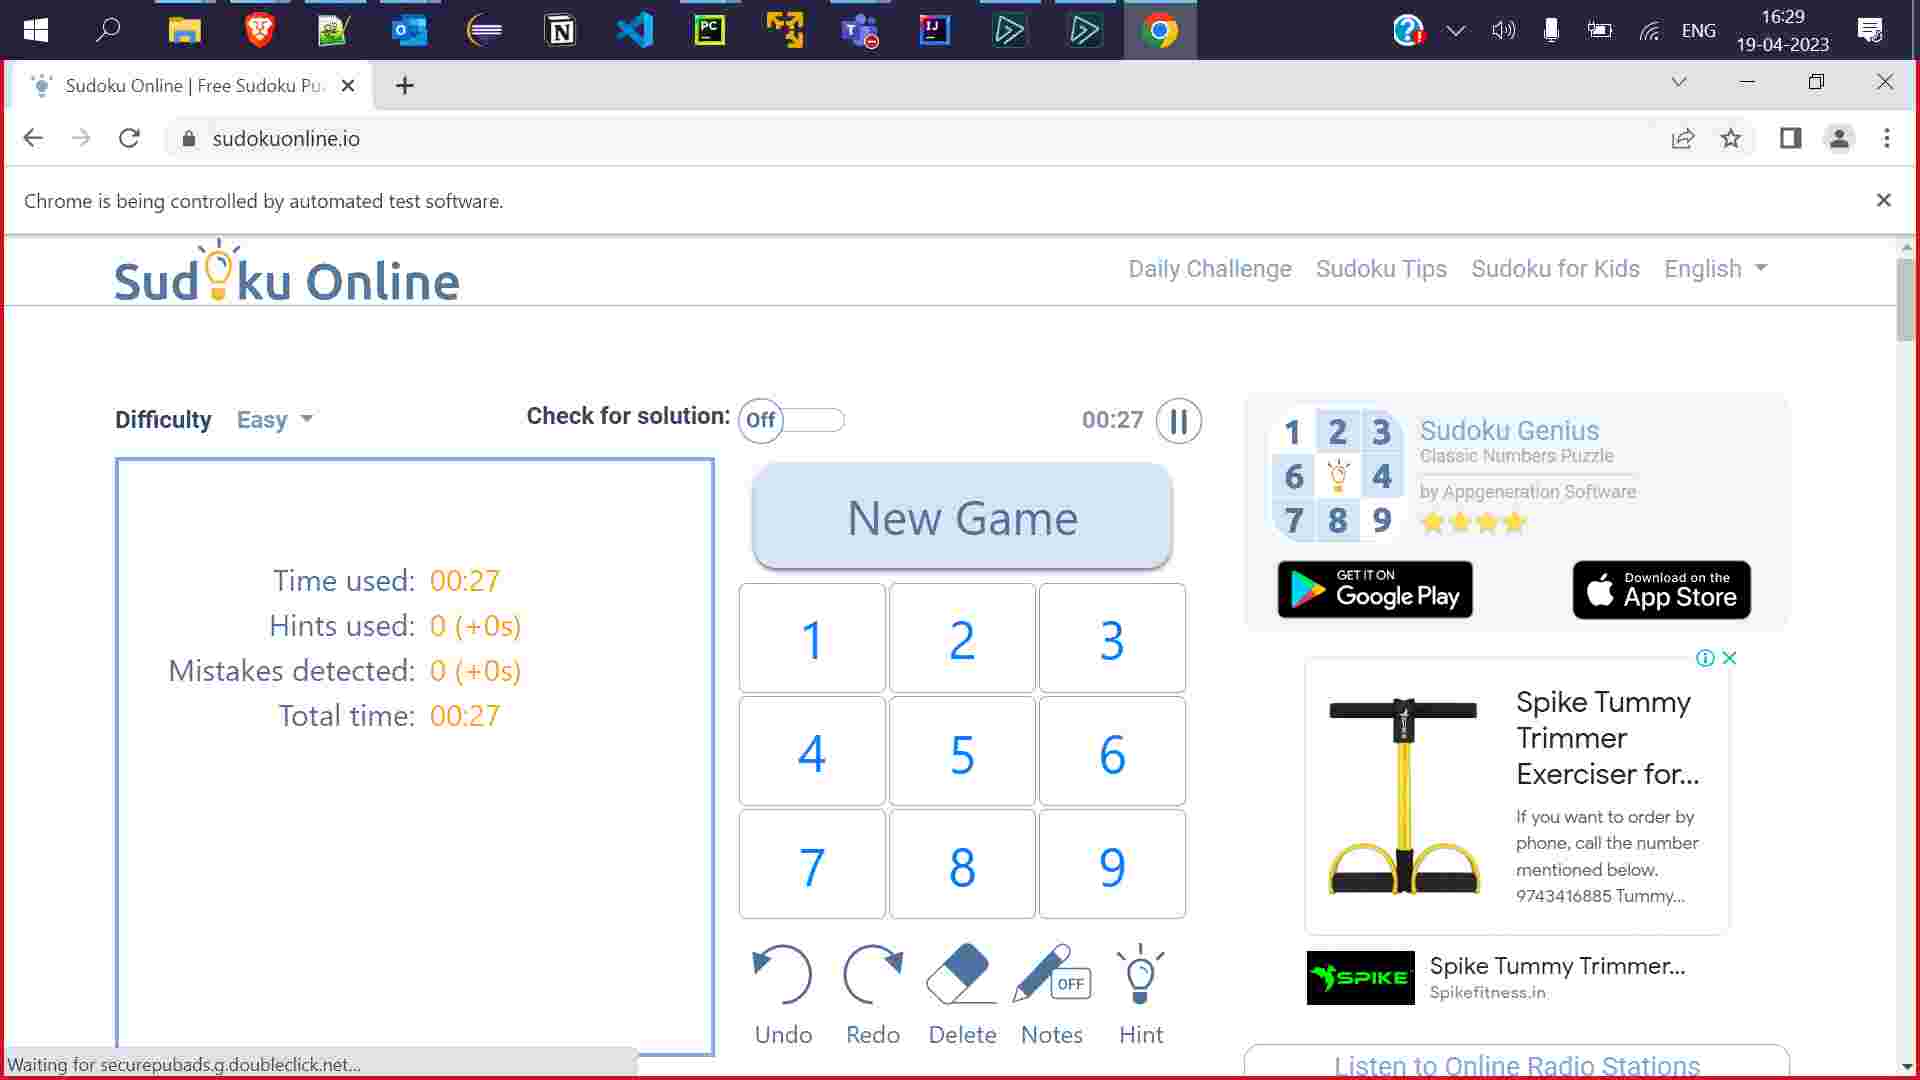 PC
IJ
ENG
16:29
19-04-2023
Sudoku Online | Free Sudoku Pu
sudokuonline.io
Chrome is being controlled by automated test software.
Sudoku Online
Daily Challenge
Sudoku Tips
Sudoku for Kids
English
Difficulty
Easy
Check for solution:
Off
00:27
Time used: 00:27
Hints used: 0 (+0s)
Mistakes detected: 0 (+0s)
Total time: 00:27
New Game
1 2 3
4 5 6
7 8 9
OFF
Undo Redo Delete Notes Hint
1 2 3
6 4
7 8 9
Sudoku Genius
Classic Numbers Puzzle
by Appgeneration Software
GET IT ON
Google Play
Download on the
App Store
Spike Tummy
Trimmer
Exerciser for...
If you want to order by
phone, call the number
mentioned below.
9743416885 Tummy...
SPIKE
Spike Tummy Trimmer...
Spikefitness.in
Listen to Online Radio Stations
Waiting for securepubads.g.doubleclick.net...